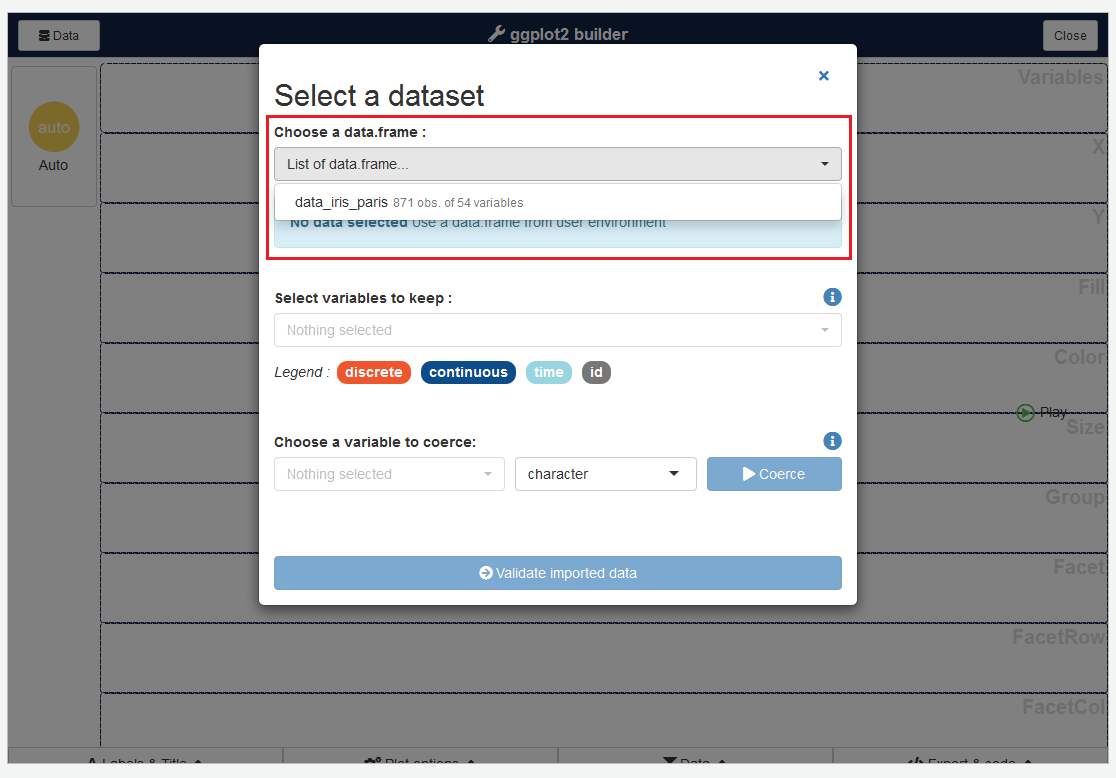 Data
ggplot2 builder
Close
Select a dataset
Choose a data.frame :
List of data.frame...
data_iris_paris 871 obs. of 54 variables
No data selected Use a data.frame from user environment
Select variables to keep :
Nothing selected
Legend : discrete continuous time id
Choose a variable to coerce:
Nothing selected
character
Coerce
Validate imported data
auto
Auto
Variables
X
Y
Fill
Color
Play
Size
Group
Facet
FacetRow
FacetCol
Labels & Title
Plot options
Data
Export & code